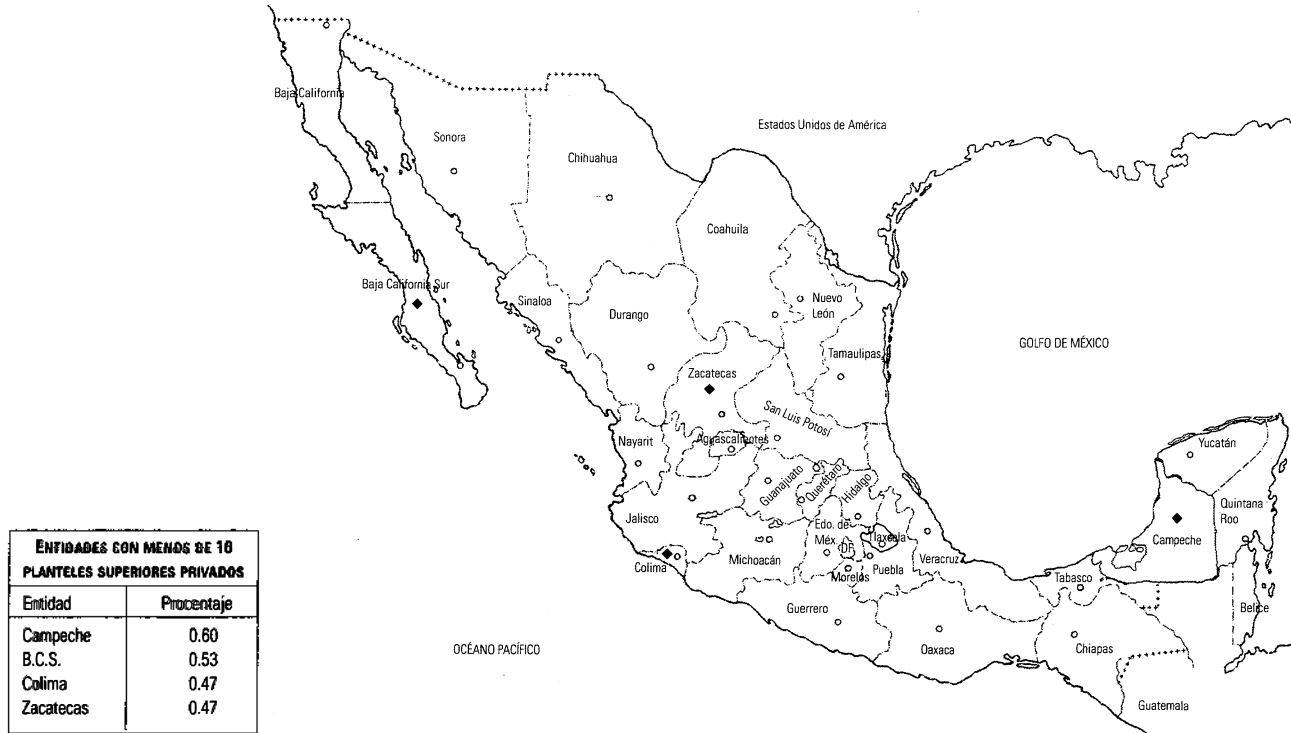 Baja California
Sonora
Chihuahua
Estados Unidos de América
Coahuila
Baja California Sur
Sinaloa
Durango
Nuevo
León
GOLFO DE MÉXICO
Tamaulipas
Zacatecas
San Luis Potosí
Nayarit
Aguascalientes
Yucatán
Guanajuato
Querétaro
Hidalgo
Quintana
Roo
Jalisco
Edo. de
Méx.
Tlaxcala
Campeche
Michoacán
DF
Veracruz
Colima
Morelos
Puebla
Tabasco
Guerrero
Belice
OCÉANO PACÍFICO
Oaxaca
Chiapas
Guatemala
ENTIDADES CON MENOS DE 10
PLANTELES SUPERIORES PRIVADOS
Entidad Procentaje
Campeche 0.60
B.C.S. 0.53
Colima 0.47
Zacatecas 0.47